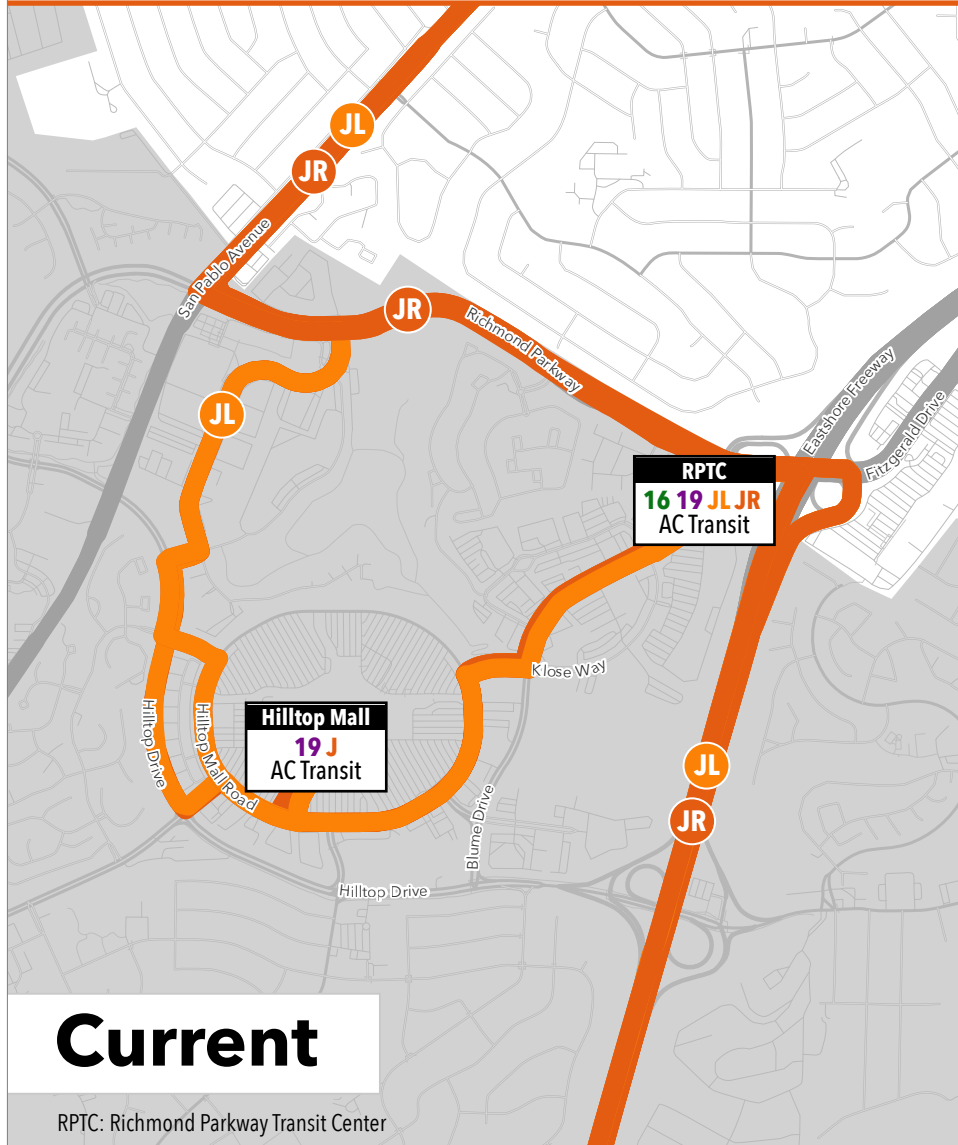 JL
JR
San Pablo Avenue
JR
Richmond Parkway
JL
Eastshore Freeway
Fitzgerald Drive
RPTC
16 19 JL JR
AC Transit
Klose Way
Hilltop Drive
Hilltop Mall Road
Hilltop Mall
19 J
AC Transit
JL
JR
Blume Drive
Hilltop Drive
Current
RPTC: Richmond Parkway Transit Center